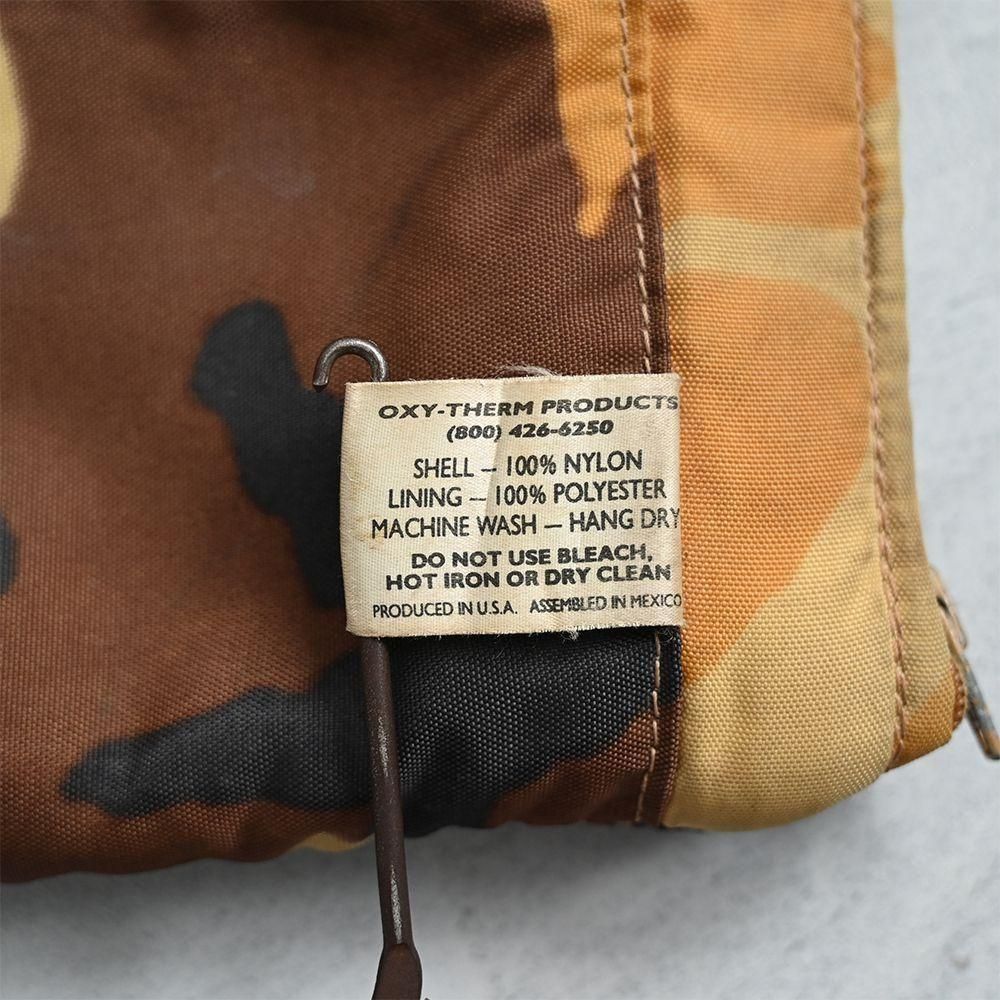 OXY-THERM PRODUCTS
(800) 426-6250
SHELL – 100% NYLON
LINING – 100% POLYESTER
MACHINE WASH – HANG DRY
DO NOT USE BLEACH,
HOT IRON OR DRY CLEAN
PRODUCED IN U.S.A. ASSEMBLED IN MEXICO